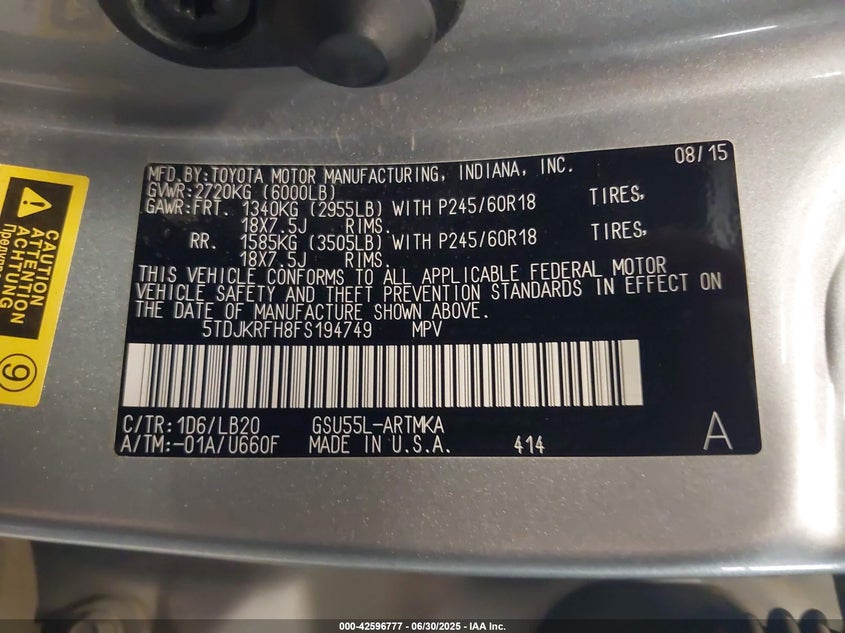 MFD.BY:TOYOTA MOTOR MANUFACTURING, INDIANA, INC. 08/15
GVWR:2720KG (6000LB)
GAWR:FRT. 1340KG (2955LB) WITH P245/60R18 TIRES,
18X7.5J RIMS.
RR. 1585KG (3505LB) WITH P245/60R18 TIRES,
18X7.5J RIMS.
THIS VEHICLE CONFORMS TO ALL APPLICABLE FEDERAL MOTOR
VEHICLE SAFETY AND THEFT PREVENTION STANDARDS IN EFFECT ON
THE DATE OF MANUFACTURE SHOWN ABOVE.
5TDJKRFH8FS194749 MPV
C/TR:1D6/LB20 GSU55L-ARTMKA
A/TM:-01A/U660F MADE IN U.S.A. 414 A
CAUTION
ATTENTION
ACHTUNG
9
000-42596777 - 06/30/2025 - IAA Inc.